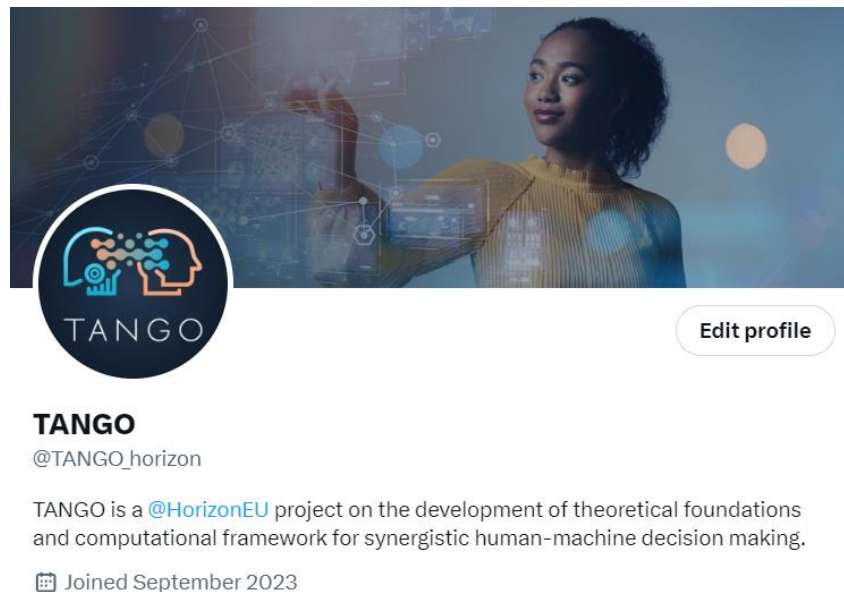 TANGO
Edit profile
TANGO
@TANGO_horizon
TANGO is a @HorizonEU project on the development of theoretical foundations
and computational framework for synergistic human-machine decision making.
Joined September 2023